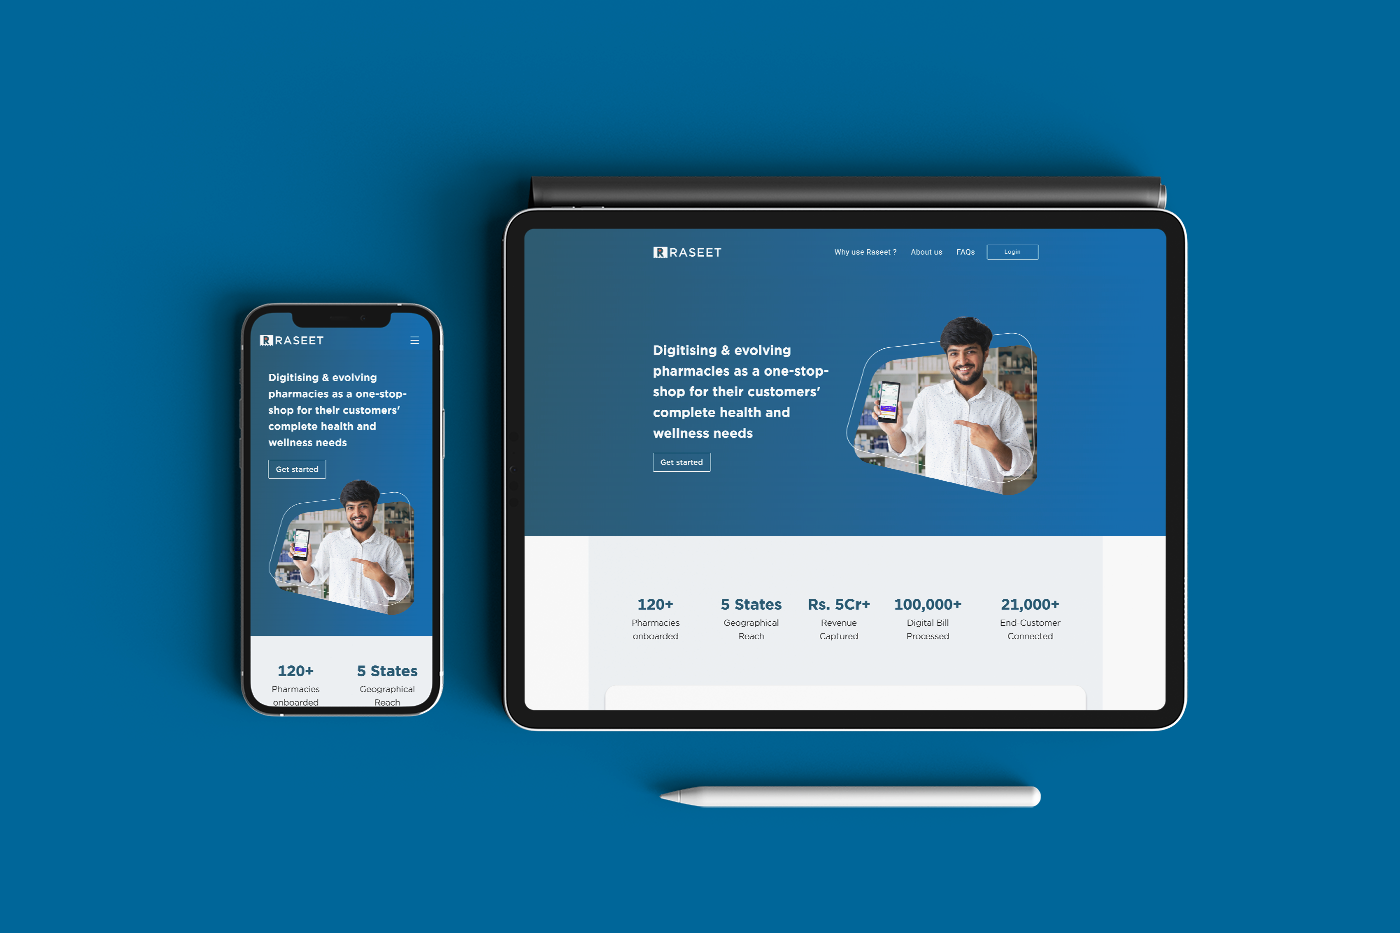 RRASEET
Digitising & evolving
pharmacies as a one-stop-
shop for their customers'
complete health and
wellness needs
Get started
120+
Pharmacies
onboarded
5 States
Geographical
Reach
RRASEET
Why use Raseet ?
About us
FAQs
Login
Digitising & evolving
pharmacies as a one-stop-
shop for their customers'
complete health and
wellness needs
Get started
120+
Pharmacies
onboarded
5 States
Geographical
Reach
Rs. 5Cr+
Revenue
Captured
100,000+
Digital Bill
Processed
21,000+
End-Customer
Connected